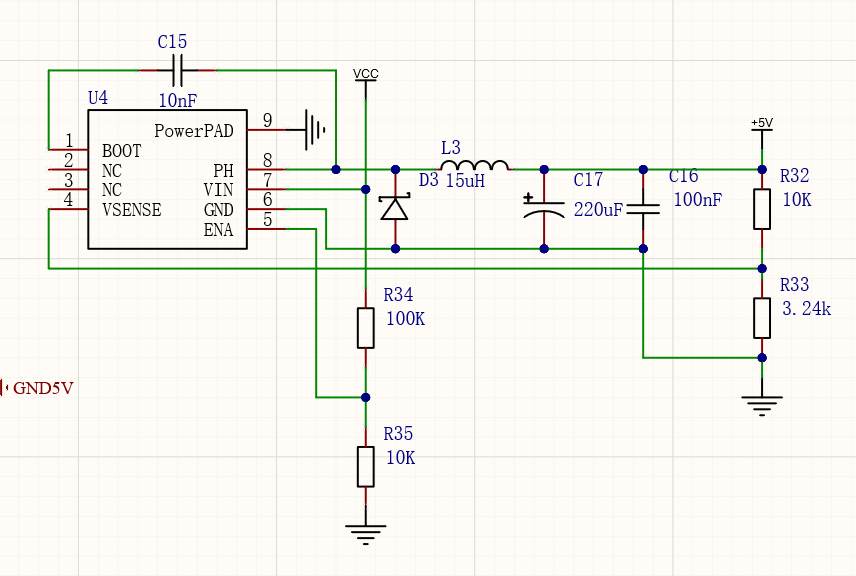 C15
10nF
VCC
U4
PowerPAD
9
1
BOOT
2
NC
PH
8
3
NC
VIN
7
4
VSENSE
GND
6
ENA
5
L3
15uH
D3
C17
220uF
C16
100nF
+5V
R32
10K
R33
3.24k
R34
100K
GND5V
R35
10K